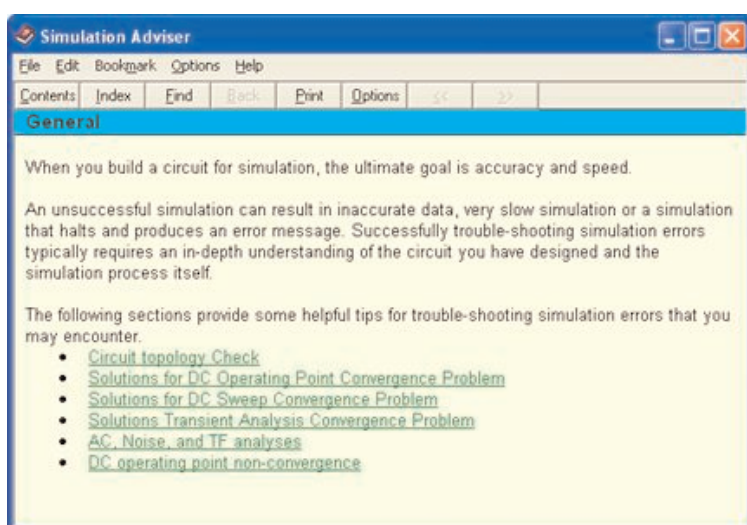 Simulation Adviser
File Edit Bookmark Options Help
Contents Index Find Back Print Options << >>
General
When you build a circuit for simulation, the ultimate goal is accuracy and speed.
An unsuccessful simulation can result in inaccurate data, very slow simulation or a simulation
that halts and produces an error message. Successfully trouble-shooting simulation errors
typically requires an in-depth understanding of the circuit you have designed and the
simulation process itself.
The following sections provide some helpful tips for trouble-shooting simulation errors that you
may encounter.
• Circuit topology Check
• Solutions for DC Operating Point Convergence Problem
• Solutions for DC Sweep Convergence Problem
• Solutions Transient Analysis Convergence Problem
• AC, Noise, and TF analyses
• DC operating point non-convergence